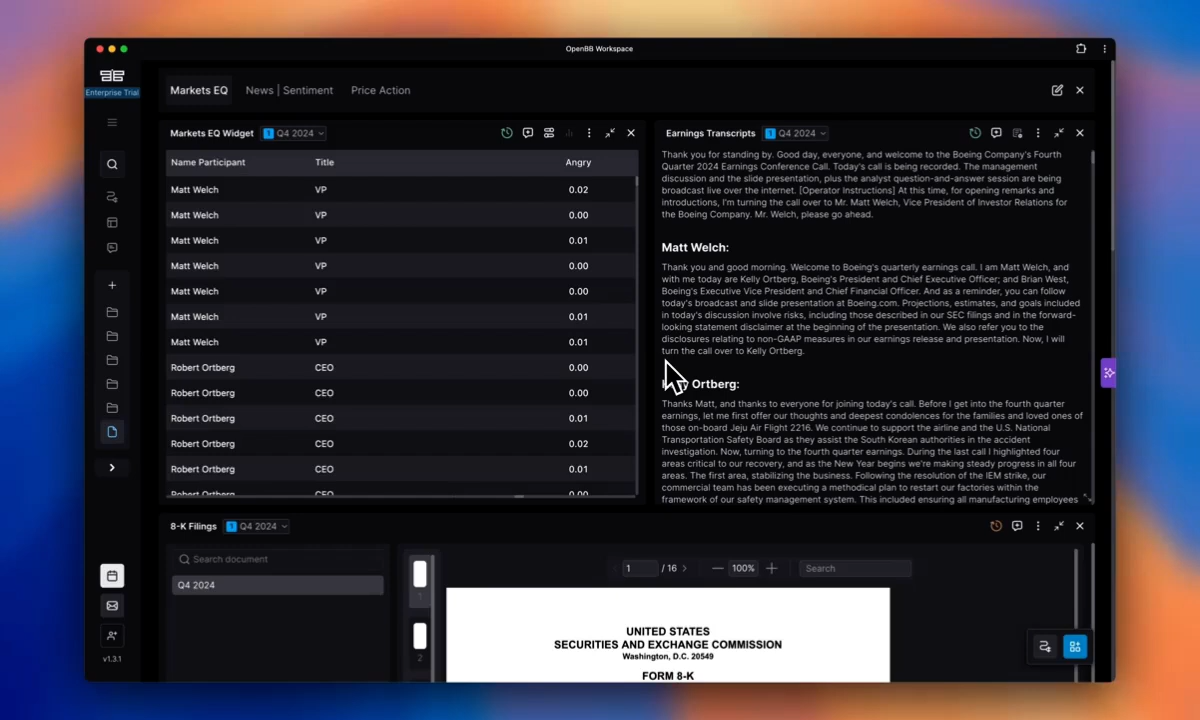 OpenBB Workspace
Enterprise Trial
Markets EQ
News | Sentiment
Price Action
Markets EQ Widget
1 Q4 2024
Name Participant Title Angry
Matt Welch VP 0.02
Matt Welch VP 0.00
Matt Welch VP 0.01
Matt Welch VP 0.00
Matt Welch VP 0.00
Matt Welch VP 0.01
Matt Welch VP 0.01
Robert Ortberg CEO 0.00
Robert Ortberg CEO 0.00
Robert Ortberg CEO 0.01
Robert Ortberg CEO 0.02
Robert Ortberg CEO 0.01
Robert Ortberg CEO 0.00
Earnings Transcripts
1 Q4 2024
Thank you for standing by. Good day, everyone, and welcome to the Boeing Company's Fourth
Quarter 2024 Earnings Conference Call. Today's call is being recorded. The management
discussion and the slide presentation, plus the analyst question-and-answer session are being
broadcast live over the internet. [Operator Instructions] At this time, for opening remarks and
introductions, I'm turning the call over to Mr. Matt Welch, Vice President of Investor Relations for
the Boeing Company. Mr. Welch, please go ahead.
Matt Welch:
Thank you and good morning. Welcome to Boeing's quarterly earnings call. I am Matt Welch, and
with me today are Kelly Ortberg, Boeing's President and Chief Executive Officer; and Brian West,
Boeing's Executive Vice President and Chief Financial Officer. And as a reminder, you can follow
today's broadcast and slide presentation at Boeing.com. Projections, estimates, and goals included
in today's discussion involve risks, including those described in our SEC filings and in the forward-
looking statement disclaimer at the beginning of the presentation. We also refer you to the
disclosures relating to non-GAAP measures in our earnings release and presentation. Now, I will
turn the call over to Kelly Ortberg.
Ortberg:
Thanks Matt, and thanks to everyone for joining today's call. Before I get into the fourth quarter
earnings, let me first offer our thoughts and deepest condolences for the families and loved ones of
those on-board Jeju Air Flight 2216. We continue to support the airline and the U.S. National
Transportation Safety Board as they assist the South Korean authorities in the accident
investigation. Now, turning to the fourth quarter earnings. During the last call I highlighted four
areas critical to our recovery, and as the New Year begins we're making steady progress in all four
areas. The first area, stabilizing the business. Following the resolution of the IEM strike, our
commercial team has been executing a methodical plan to restart our factories within the
framework of our safety management system. This included ensuring all manufacturing employees
8-K Filings
1 Q4 2024
Search document
Q4 2024
1
2
1 / 16
100%
Search
UNITED STATES
SECURITIES AND EXCHANGE COMMISSION
Washington, D.C. 20549
FORM 8-K
v1.3.1